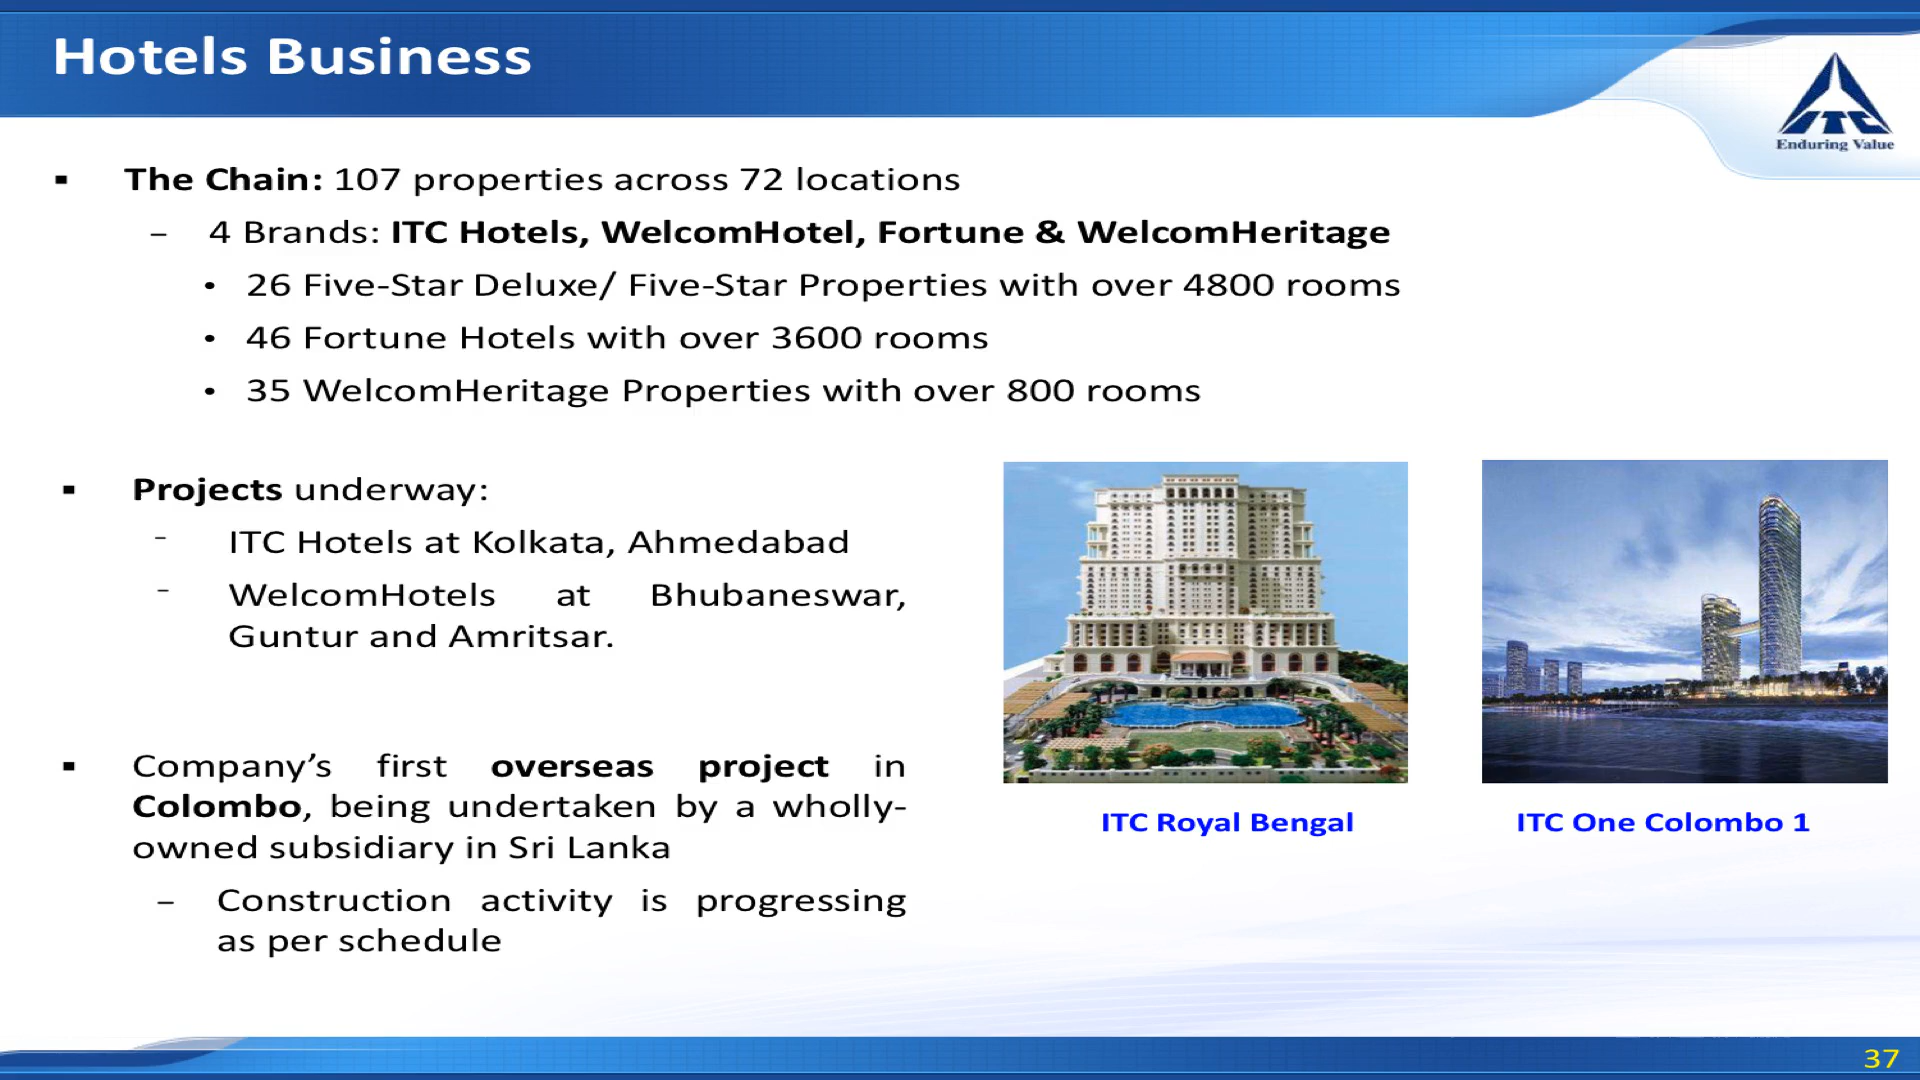 Hotels Business
ITC
Enduring Value
▪ The Chain: 107 properties across 72 locations
– 4 Brands: ITC Hotels, WelcomHotel, Fortune & WelcomHeritage
• 26 Five-Star Deluxe/ Five-Star Properties with over 4800 rooms
• 46 Fortune Hotels with over 3600 rooms
• 35 WelcomHeritage Properties with over 800 rooms
▪ Projects underway:
– ITC Hotels at Kolkata, Ahmedabad
– WelcomHotels at Bhubaneswar,
Guntur and Amritsar.
▪ Company’s first overseas project in
Colombo, being undertaken by a wholly-
owned subsidiary in Sri Lanka
– Construction activity is progressing
as per schedule
ITC Royal Bengal
ITC One Colombo 1
37